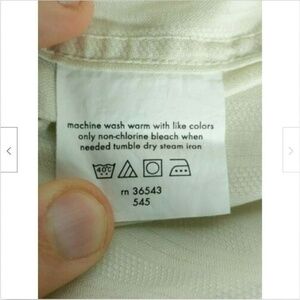 machine wash warm with like colors
only non-chlorine bleach when
needed tumble dry steam iron
40°C
rn 36543
545